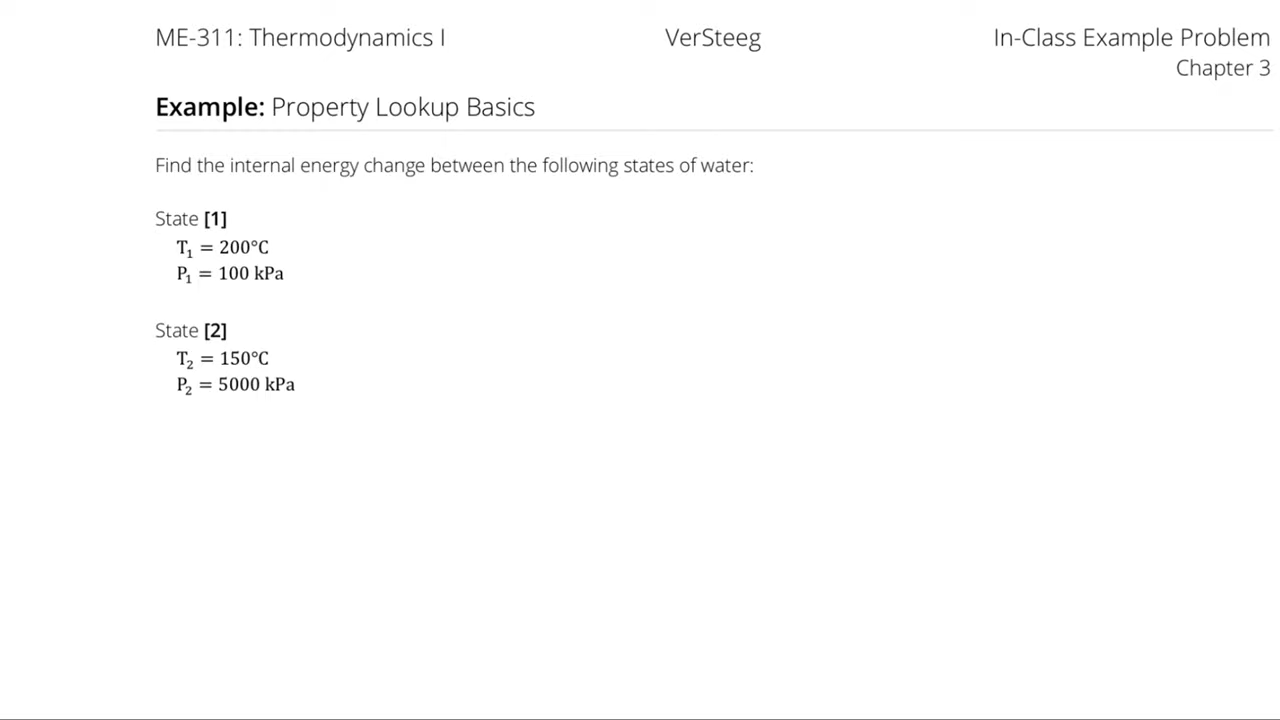 ME-311: Thermodynamics I VerSteeg In-Class Example Problem
Chapter 3
Example: Property Lookup Basics
Find the internal energy change between the following states of water:
State [1]
T₁ = 200°C
P₁ = 100 kPa
State [2]
T₂ = 150°C
P₂ = 5000 kPa